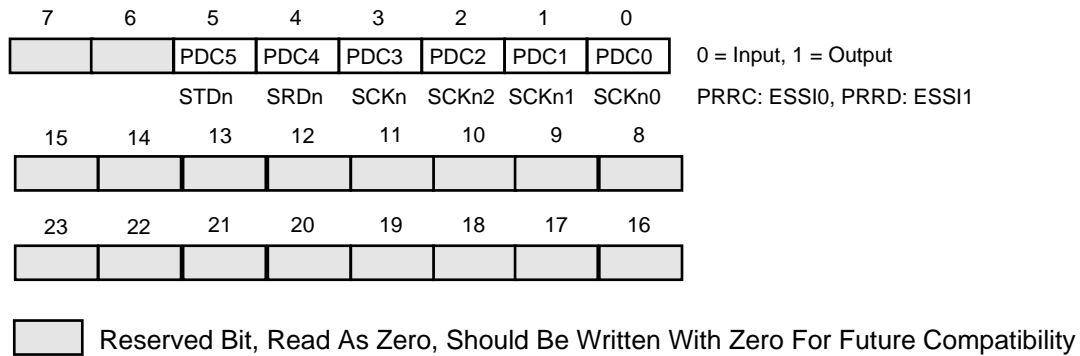 7 6 5 4 3 2 1 0
PDC5 PDC4 PDC3 PDC2 PDC1 PDC0 0 = Input, 1 = Output
STDn SRDn SCKn SCKn2 SCKn1 SCKn0 PRRC: ESSI0, PRRD: ESSI1
15 14 13 12 11 10 9 8
23 22 21 20 19 18 17 16
Reserved Bit, Read As Zero, Should Be Written With Zero For Future Compatibility